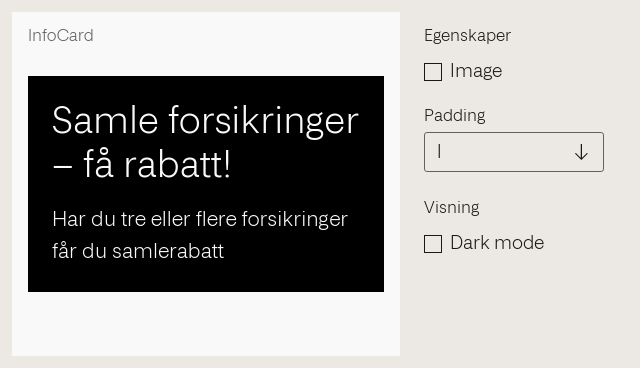 InfoCard
Samle forsikringer
– få rabatt!
Har du tre eller flere forsikringer
får du samlerabatt
Egenskaper
Image
Padding
l
Visning
Dark mode